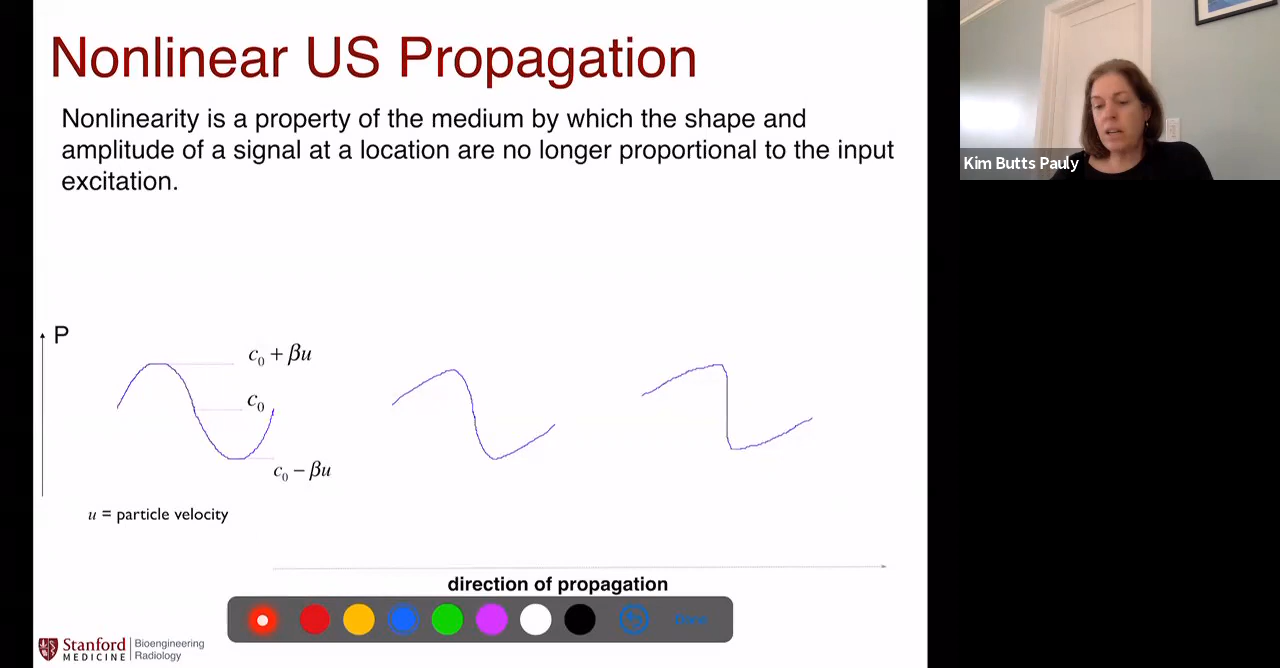 Nonlinear US Propagation
Nonlinearity is a property of the medium by which the shape and
amplitude of a signal at a location are no longer proportional to the input
excitation.
P
c₀ + βu
c₀
c₀ − βu
u = particle velocity
direction of propagation
Done
Stanford
MEDICINE
Bioengineering
Radiology
Kim Butts Pauly